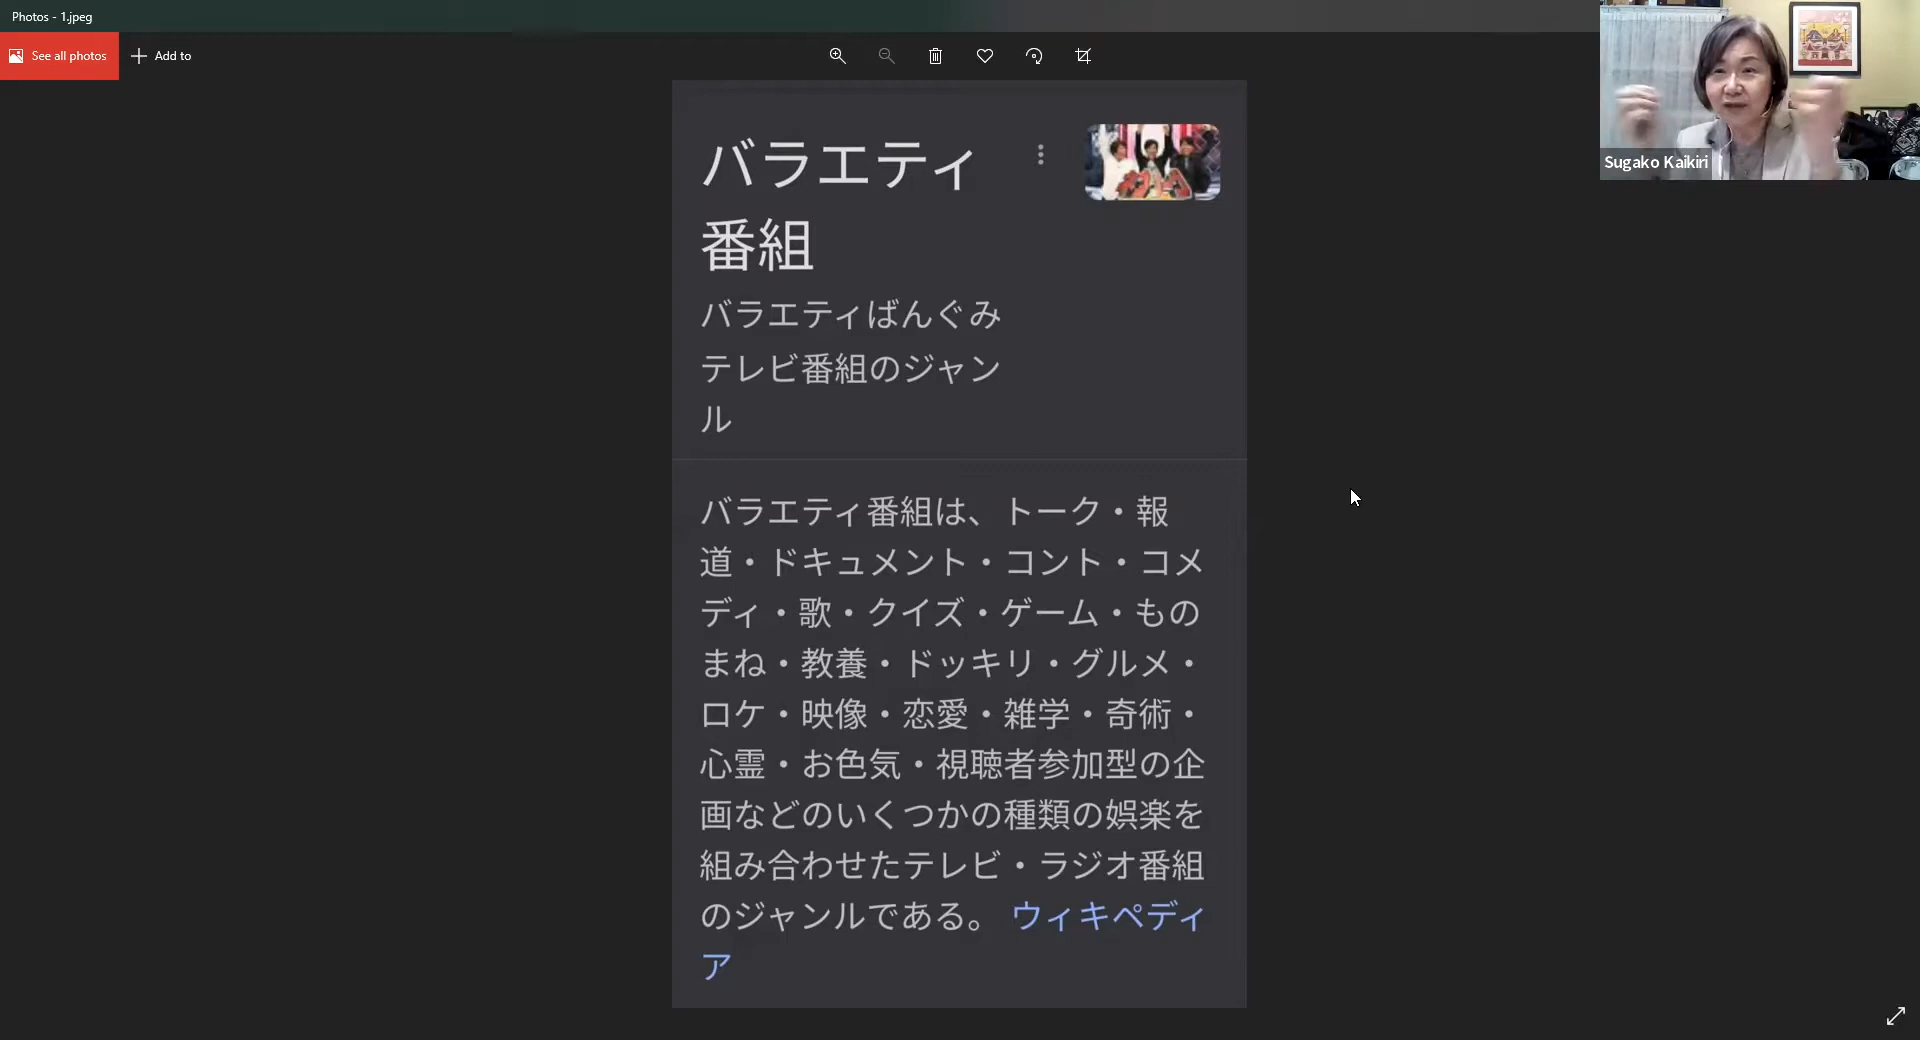 Photos - 1.jpeg
See all photos
Add to
Sugako Kaikiri
バラエティ
番組
バラエティばんぐみ
テレビ番組のジャン
ル
バラエティ番組は、トーク・報
道・ドキュメント・コント・コメ
ディ・歌・クイズ・ゲーム・もの
まね・教養・ドッキリ・グルメ・
ロケ・映像・恋愛・雑学・奇術・
心霊・お色気・視聴者参加型の企
画などのいくつかの種類の娯楽を
組み合わせたテレビ・ラジオ番組
のジャンルである。 ウィキペディ
ア